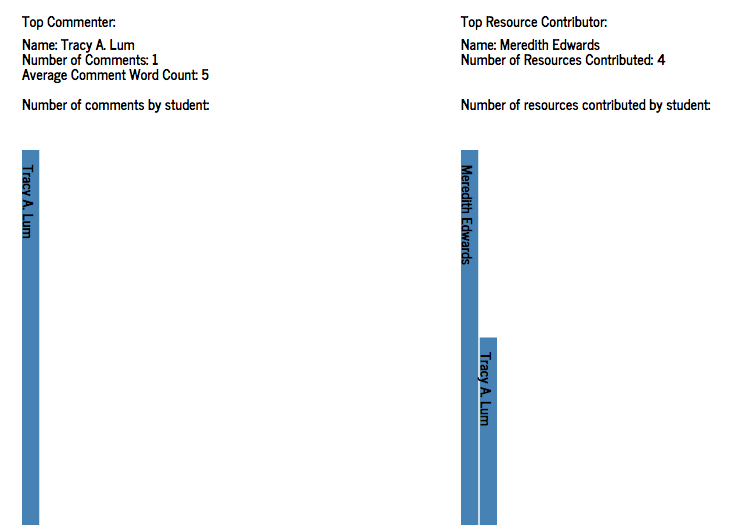 Top Commenter:
Name: Tracy A. Lum
Number of Comments: 1
Average Comment Word Count: 5
Number of comments by student:
Tracy A. Lum
Top Resource Contributor:
Name: Meredith Edwards
Number of Resources Contributed: 4
Number of resources contributed by student:
Meredith Edwards
Tracy A. Lum